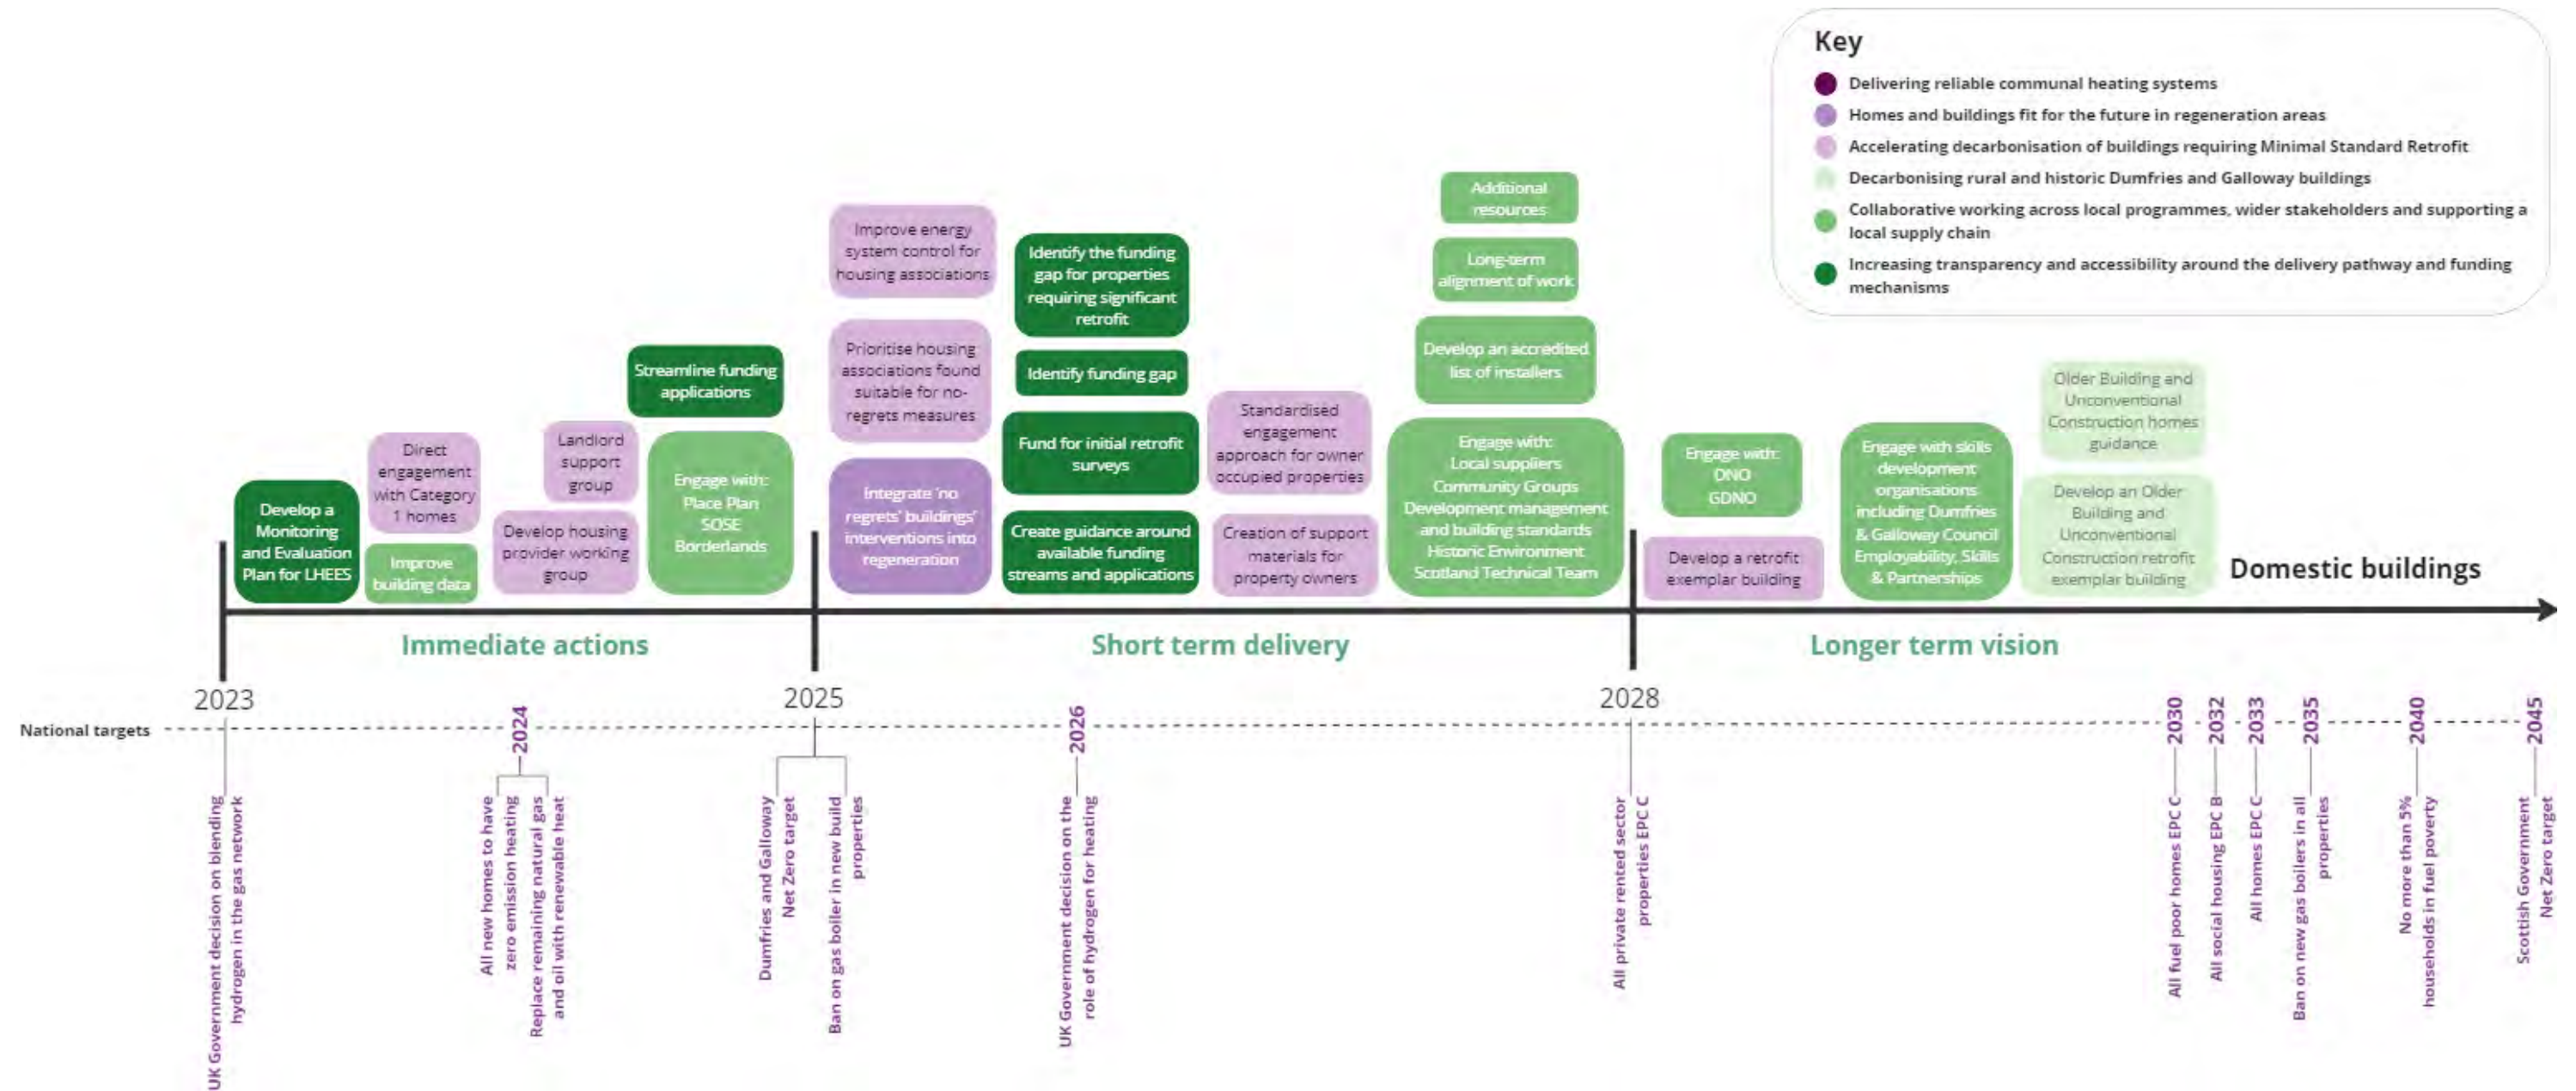 Key
Delivering reliable communal heating systems
Homes and buildings fit for the future in regeneration areas
Accelerating decarbonisation of buildings requiring Minimal Standard Retrofit
Decarbonising rural and historic Dumfries and Galloway buildings
Collaborative working across local programmes, wider stakeholders and supporting a
local supply chain
Increasing transparency and accessibility around the delivery pathway and funding
mechanisms
Develop a
Monitoring
and Evaluation
Plan for LHEES
Direct
engagement
with Category
1 homes
Improve
building data
Landlord
support
group
Develop housing
provider working
group
Streamline funding
applications
Engage with:
Place Plan
SOSE
Borderlands
Improve energy
system control for
housing associations
Prioritise housing
associations found
suitable for no-
regrets measures
Integrate 'no
regrets' buildings'
interventions into
regeneration
Identify the funding
gap for properties
requiring significant
retrofit
Identify funding gap
Fund for initial retrofit
surveys
Create guidance around
available funding
streams and applications
Standardised
engagement
approach for owner
occupied properties
Creation of support
materials for
property owners
Additional
resources
Long-term
alignment of work
Develop an accredited
list of installers
Engage with:
Local suppliers
Community Groups
Development management
and building standards
Historic Environment
Scotland Technical Team
Engage with:
DNO
GDNO
Develop a retrofit
exemplar building
Engage with skills
development
organisations
including Dumfries
& Galloway Council
Employability, Skills
& Partnerships
Older Building and
Unconventional
Construction homes
guidance
Develop an Older
Building and
Unconventional
Construction retrofit
exemplar building
Domestic buildings
Immediate actions
Short term delivery
Longer term vision
2023
2025
2028
National targets
2024
2026
2030
2032
2033
2035
2040
2045
UK Government decision on blending
hydrogen in the gas network
All new homes to have
zero emission heating
Replace remaining natural gas
and oil with renewable heat
Dumfries and Galloway
Net Zero target
Ban on gas boiler in new build
properties
UK Government decision on the
role of hydrogen for heating
All private rented sector
properties EPC C
All fuel poor homes EPC C
All social housing EPC B
All homes EPC C
Ban on new gas boilers in all
properties
No more than 5%
households in fuel poverty
Scottish Government
Net Zero target